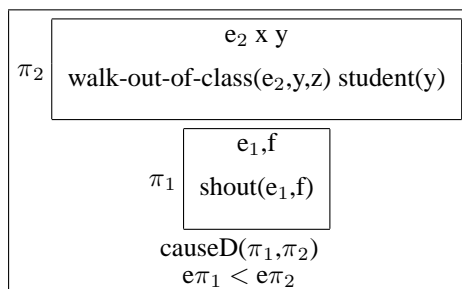 e₂ x y
π₂
walk-out-of-class(e₂,y,z) student(y)
e₁,f
π₁
shout(e₁,f)
causeD(π₁,π₂)
eπ₁ < eπ₂